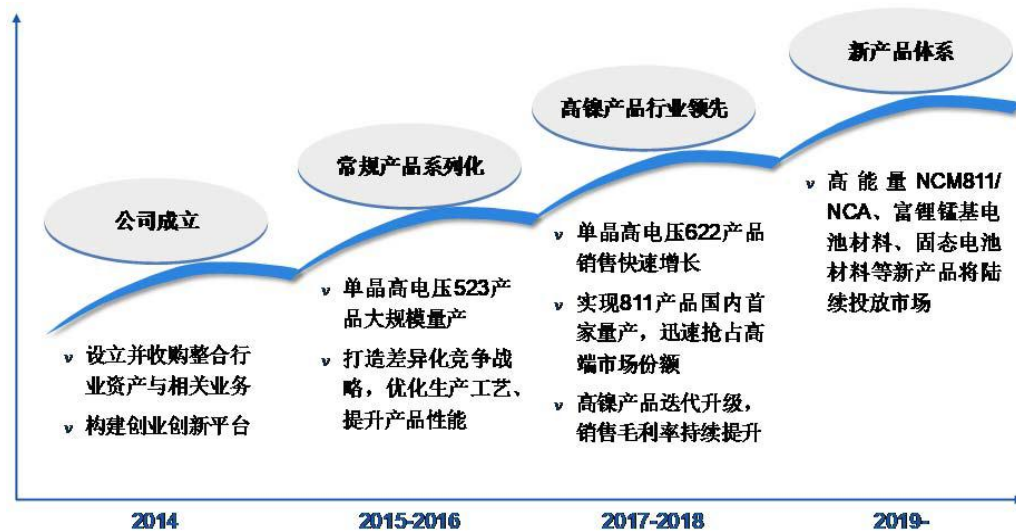 公司成立
设立并收购整合行
业资产与相关业务
构建创业创新平台
2014
常规产品系列化
单晶高电压523产
品大规模量产
打造差异化竞争战
略，优化生产工艺、
提升产品性能
2015-2016
高镍产品行业领先
单晶高电压622产品
销售快速增长
实现811产品国内首
家量产，迅速抢占高
端市场份额
高镍产品迭代升级，
销售毛利率持续提升
2017-2018
新产品体系
高能量NCM811/
NCA、富锂锰基电
池材料、固态电池
材料等新产品将陆
续投放市场
2019-